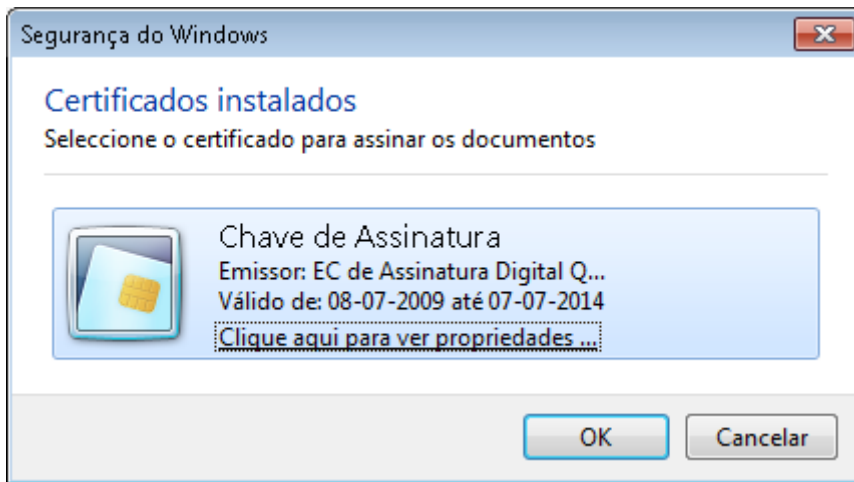 Segurança do Windows
Certificados instalados
Seleccione o certificado para assinar os documentos
Chave de Assinatura
Emissor: EC de Assinatura Digital Q...
Válido de: 08-07-2009 até 07-07-2014
Clique aqui para ver propriedades ...
OK
Cancelar